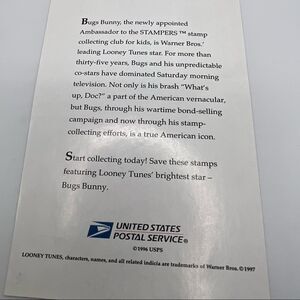 Bugs Bunny, the newly appointed
Ambassador to the STAMPERS ™ stamp
collecting club for kids, is Warner Bros.'
leading Looney Tunes star. For more than
thirty-five years, Bugs and his unpredictable
co-stars have dominated Saturday morning
television. Not only is his brash "What's
up, Doc?" a part of the American vernacular,
but Bugs, through his wartime bond-selling
campaign and now through his stamp-
collecting efforts, is a true American icon.
Start collecting today! Save these stamps
featuring Looney Tunes' brightest star –
Bugs Bunny.
UNITED STATES
POSTAL SERVICE®
©1996 USPS
LOONEY TUNES, characters, names, and all related indicia are trademarks of Warner Bros. ©1997